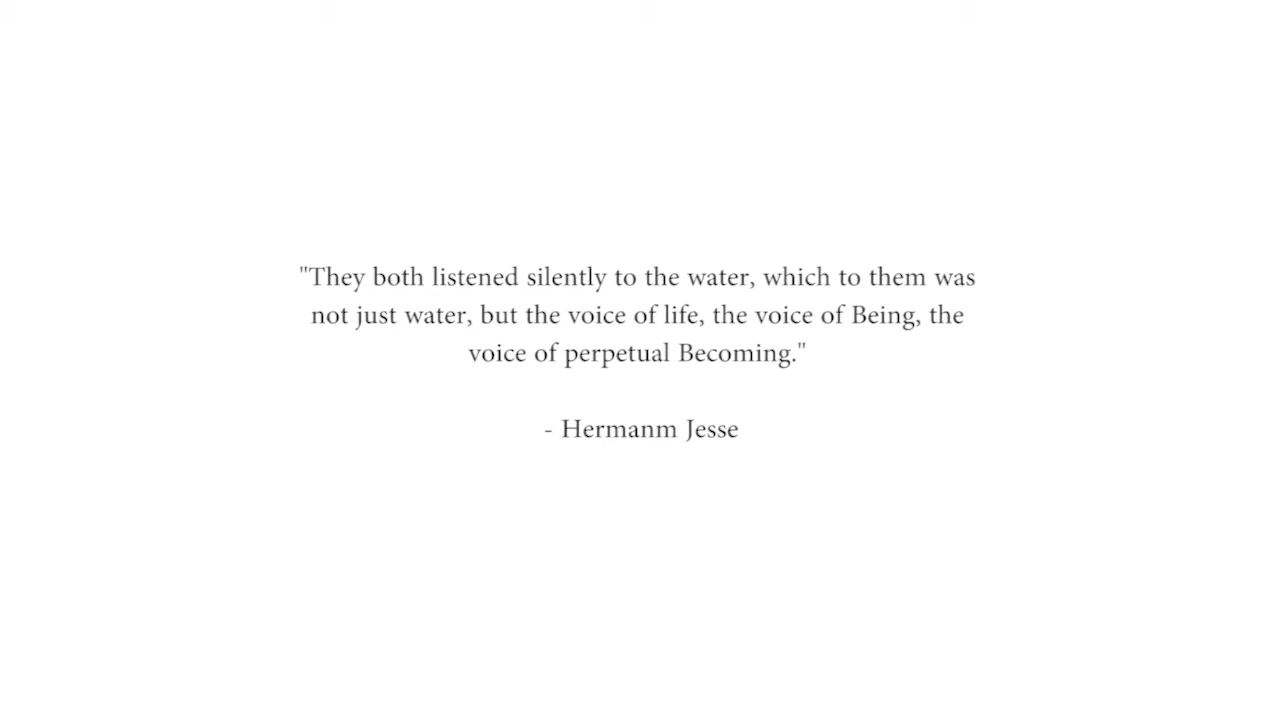 "They both listened silently to the water, which to them was
not just water, but the voice of life, the voice of Being, the
voice of perpetual Becoming."
- Hermanm Jesse